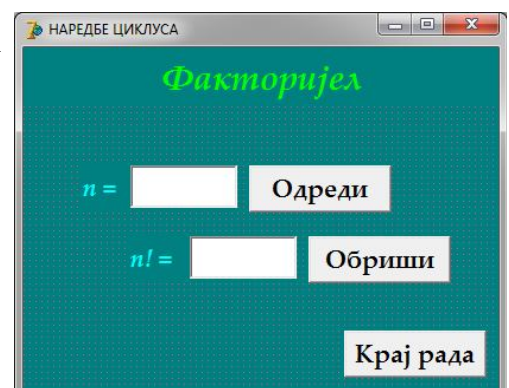 НАРЕДБЕ ЦИКЛУСА
Факторијел
n = Одреди
n! = Обриши
Крај рада